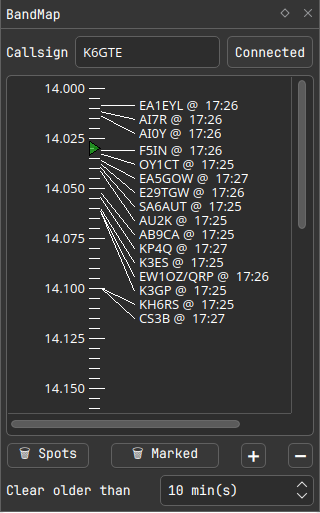 BandMap
Callsign K6GTE Connected
14.000
EA1EYL @ 17:26
AI7R @ 17:26
AI0Y @ 17:26
14.025
F5IN @ 17:26
OY1CT @ 17:25
EA5GOW @ 17:27
14.050
E29TGW @ 17:26
SA6AUT @ 17:25
AU2K @ 17:25
14.075
AB9CA @ 17:25
KP4Q @ 17:27
K3ES @ 17:25
EW1OZ/QRP @ 17:26
14.100
K3GP @ 17:25
KH6RS @ 17:25
CS3B @ 17:27
14.125
14.150
Spots Marked + −
Clear older than 10 min(s)